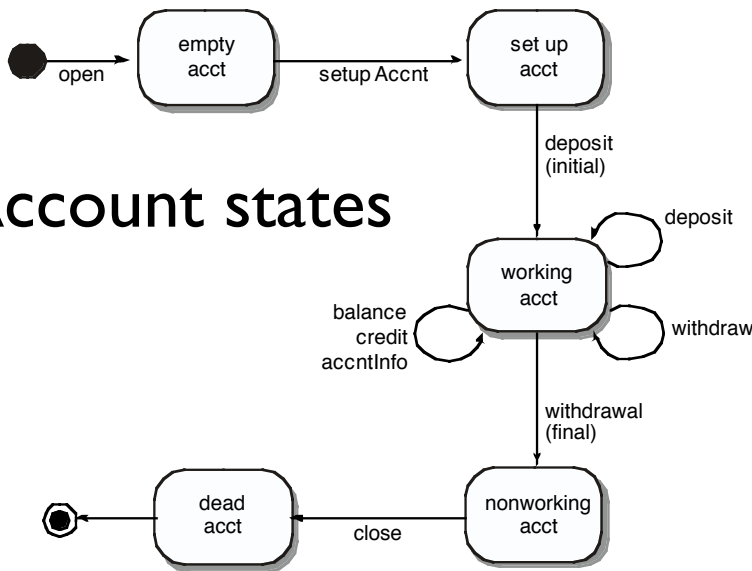 empty
acct
open
setup Accnt
set up
acct
deposit
(initial)
Account states
deposit
working
acct
balance
credit
accntInfo
withdraw
withdrawal
(final)
dead
acct
close
nonworking
acct